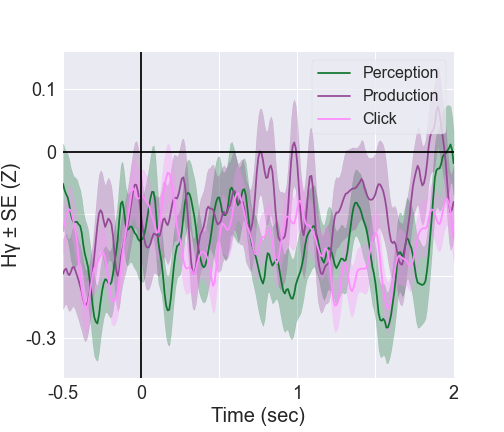 Perception
Production
Click
0.1
0
-0.3
Hγ ± SE (Z)
-0.5
0
1
2
Time (sec)